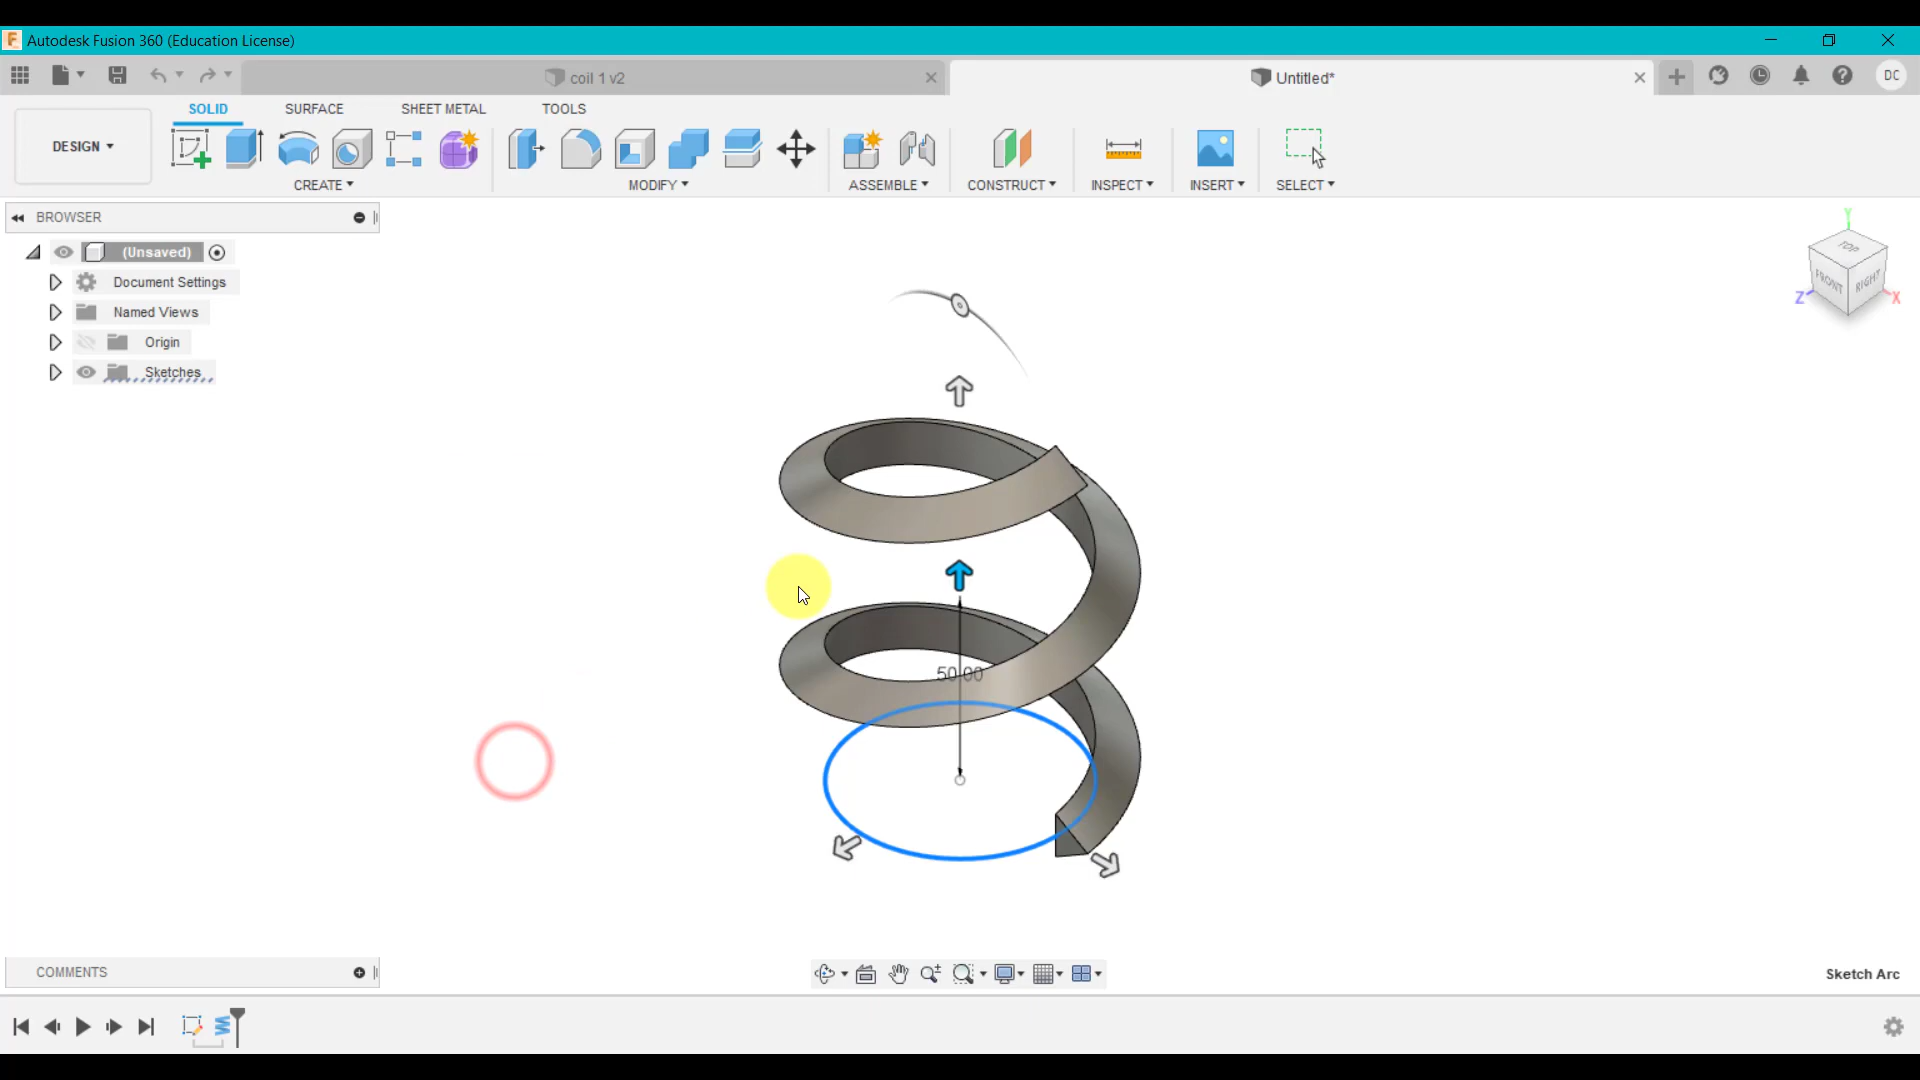 Autodesk Fusion 360 (Education License)
coil 1 v2
Untitled*
DC
DESIGN
SOLID
SURFACE
SHEET METAL
TOOLS
CREATE
MODIFY
ASSEMBLE
CONSTRUCT
INSPECT
INSERT
SELECT
BROWSER
(Unsaved)
Document Settings
Named Views
Origin
Sketches
Y
TOP
FRONT
RIGHT
Z
X
50.00
COMMENTS
Sketch Arc